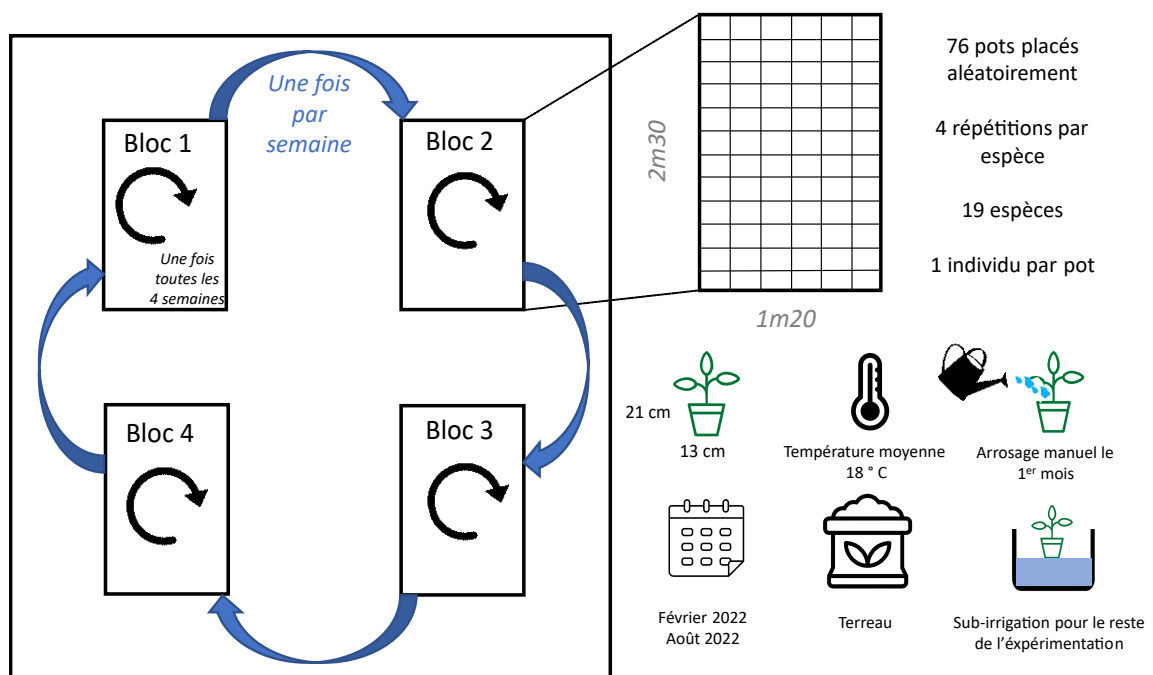 Une fois
par
semaine
Bloc 1
Une fois
toutes les
4 semaines
Bloc 2
Bloc 4
Bloc 3
2m30
1m20
76 pots placés
aléatoirement
4 répétitions par
espèce
19 espèces
1 individu par pot
21 cm
13 cm
Température moyenne
18 ° C
Arrosage manuel le
1er mois
Février 2022
Août 2022
Terreau
Sub-irrigation pour le reste
de l'éxpérimentation